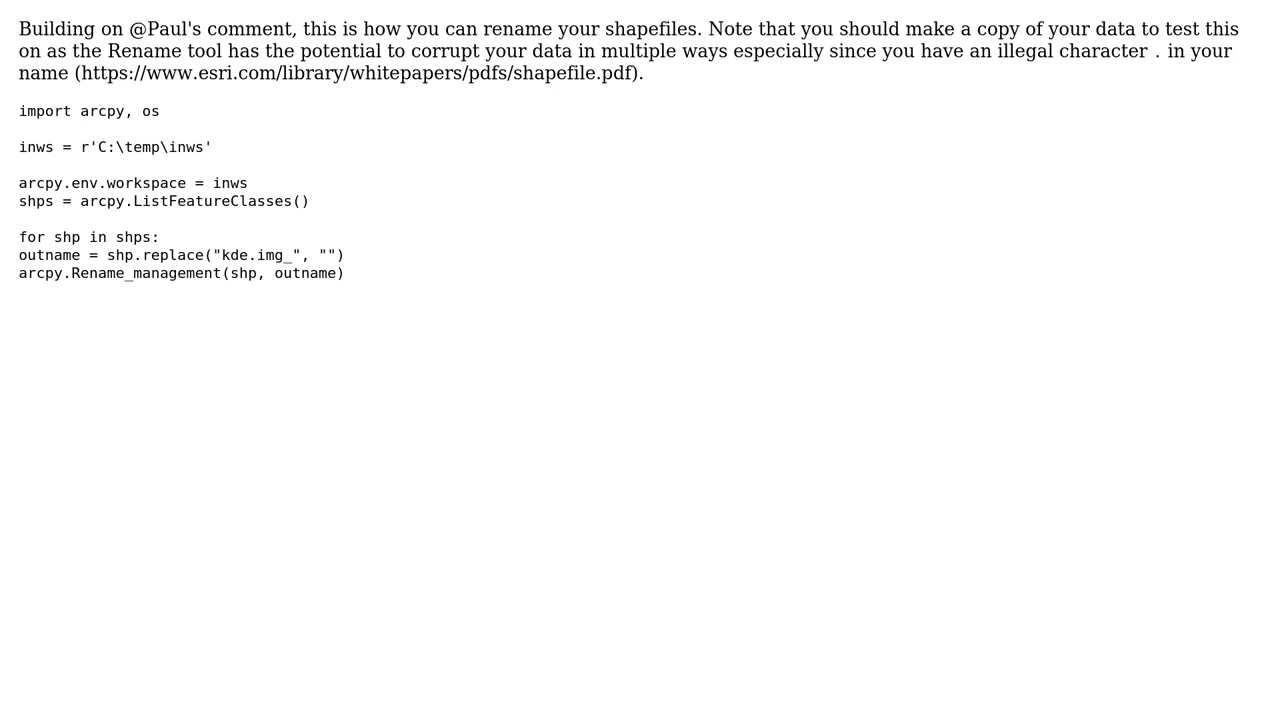 Building on @Paul's comment, this is how you can rename your shapefiles. Note that you should make a copy of your data to test this
on as the Rename tool has the potential to corrupt your data in multiple ways especially since you have an illegal character . in your
name (https://www.esri.com/library/whitepapers/pdfs/shapefile.pdf).
import arcpy, os
inws = r'C:\temp\inws'
arcpy.env.workspace = inws
shps = arcpy.ListFeatureClasses()
for shp in shps:
outname = shp.replace("kde.img_", "")
arcpy.Rename_management(shp, outname)